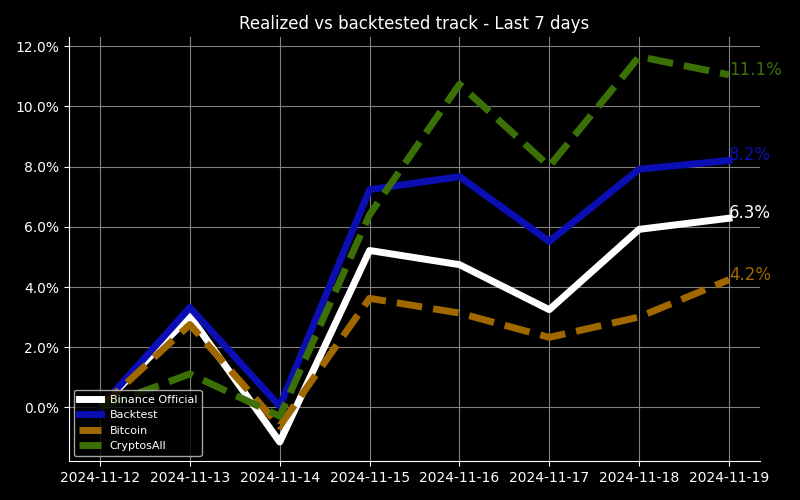 Realized vs backtested track - Last 7 days
12.0%
10.0%
8.0%
6.0%
4.0%
2.0%
0.0%
11.1%
8.2%
6.3%
4.2%
Binance Official
Backtest
Bitcoin
CryptosAll
2024-11-12 2024-11-13 2024-11-14 2024-11-15 2024-11-16 2024-11-17 2024-11-18 2024-11-19